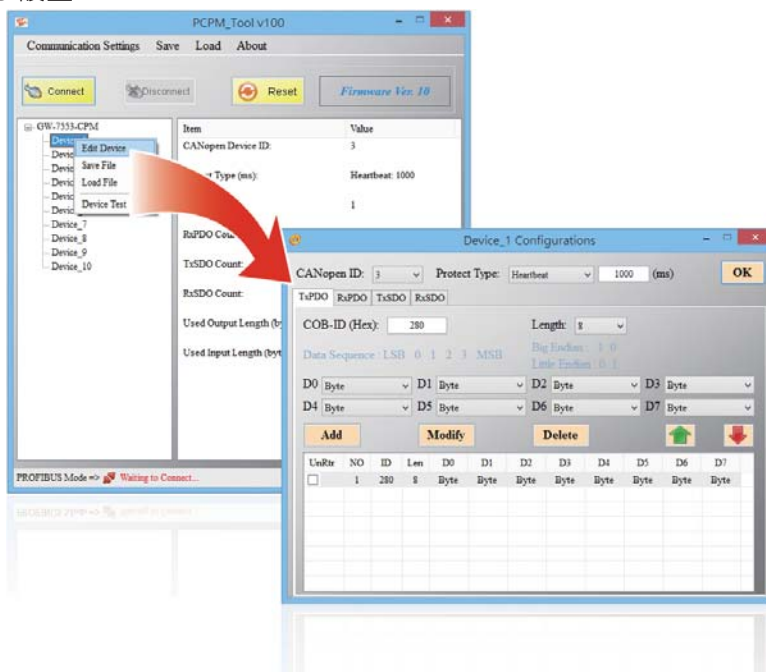 PCPM_Tool v100
Communication Settings Save Load About
Connect Disconnect Reset Firmware Ver. 10
GW-7553-CPM
Edit Device
Save File
Load File
Device Test
Device_7
Device_8
Device_9
Device_10
Item Value
CANopen Device ID: 3
Type (ms): Heartbeat: 1000
1
RxPDO
TxSDO Count:
RxSDO Count:
Used Output Length
Used Input Length
PROFIBUS Mode => Waiting to Connect...
Device_1 Configurations
CANopen ID: 3 Protect Type: Heartbeat 1000 (ms) OK
TxPDO RxPDO TxSDO RxSDO
COB-ID (Hex): 280 Length: 8
Data Sequence : LSB 0 1 2 3 MSB
Big Endian : 1 0
Little Endian : 0 1
D0 Byte D1 Byte D2 Byte D3 Byte
D4 Byte D5 Byte D6 Byte D7 Byte
Add Modify Delete
UnRtr NO ID Len D0 D1 D2 D3 D4 D5 D6 D7
1 280 8 Byte Byte Byte Byte Byte Byte Byte Byte